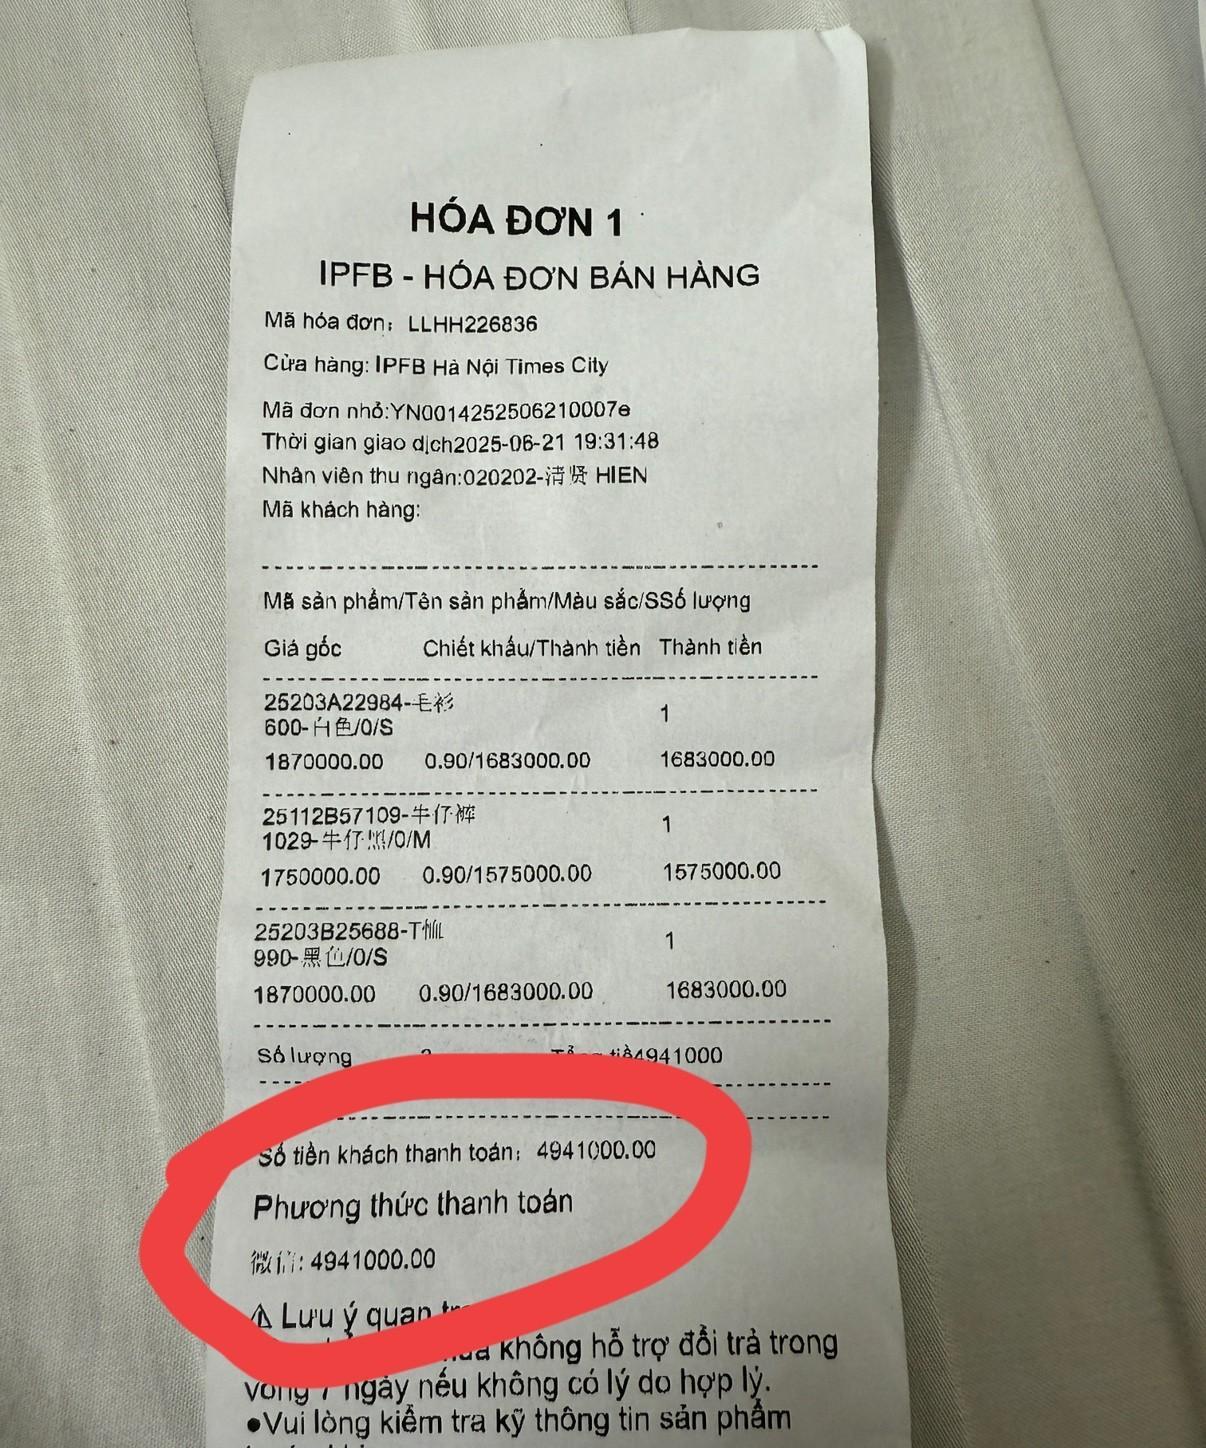 HÓA ĐƠN 1
IPFB - HÓA ĐƠN BÁN HÀNG
Mã hóa đơn: LLHH226836
Cửa hàng: IPFB Hà Nội Times City
Mã đơn nhỏ:YN0014252506210007e
Thời gian giao dịch2025-06-21 19:31:48
Nhân viên thu ngân:020202-清贤 HIEN
Mã khách hàng:
Mã sản phẩm/Tên sản phẩm/Màu sắc/SSố lượng
Giá gốc Chiết khấu/Thành tiền Thành tiền
25203A22984-毛衫
600-白色/0/S 1
1870000.00 0.90/1683000.00 1683000.00
25112B57109-牛仔裤
1029-牛仔黑/0/M 1
1750000.00 0.90/1575000.00 1575000.00
25203B25688-T恤
990-黑色/0/S 1
1870000.00 0.90/1683000.00 1683000.00
Số lượng 4941000
Số tiền khách thanh toán: 4941000.00
Phương thức thanh toán
微信: 4941000.00
⚠ Lưu ý quan
không hỗ trợ đổi trả trong
vòng 7 ngày nếu không có lý do hợp lý.
●Vui lòng kiểm tra kỹ thông tin sản phẩm